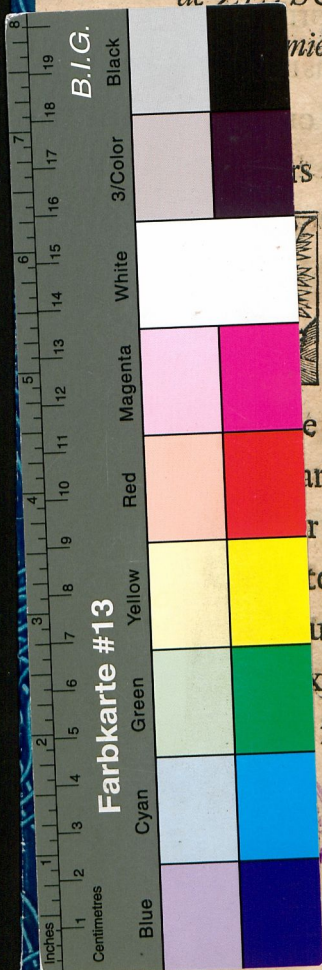 Inches 1 2 3 4 5 6 7 8
Centimetres 1 2 3 4 5 6 7 8 9 10 11 12 13 14 15 16 17 18 19
Farbkarte #13
B.I.G.
Blue
Cyan
Green
Yellow
Red
Magenta
White
3/Color
Black